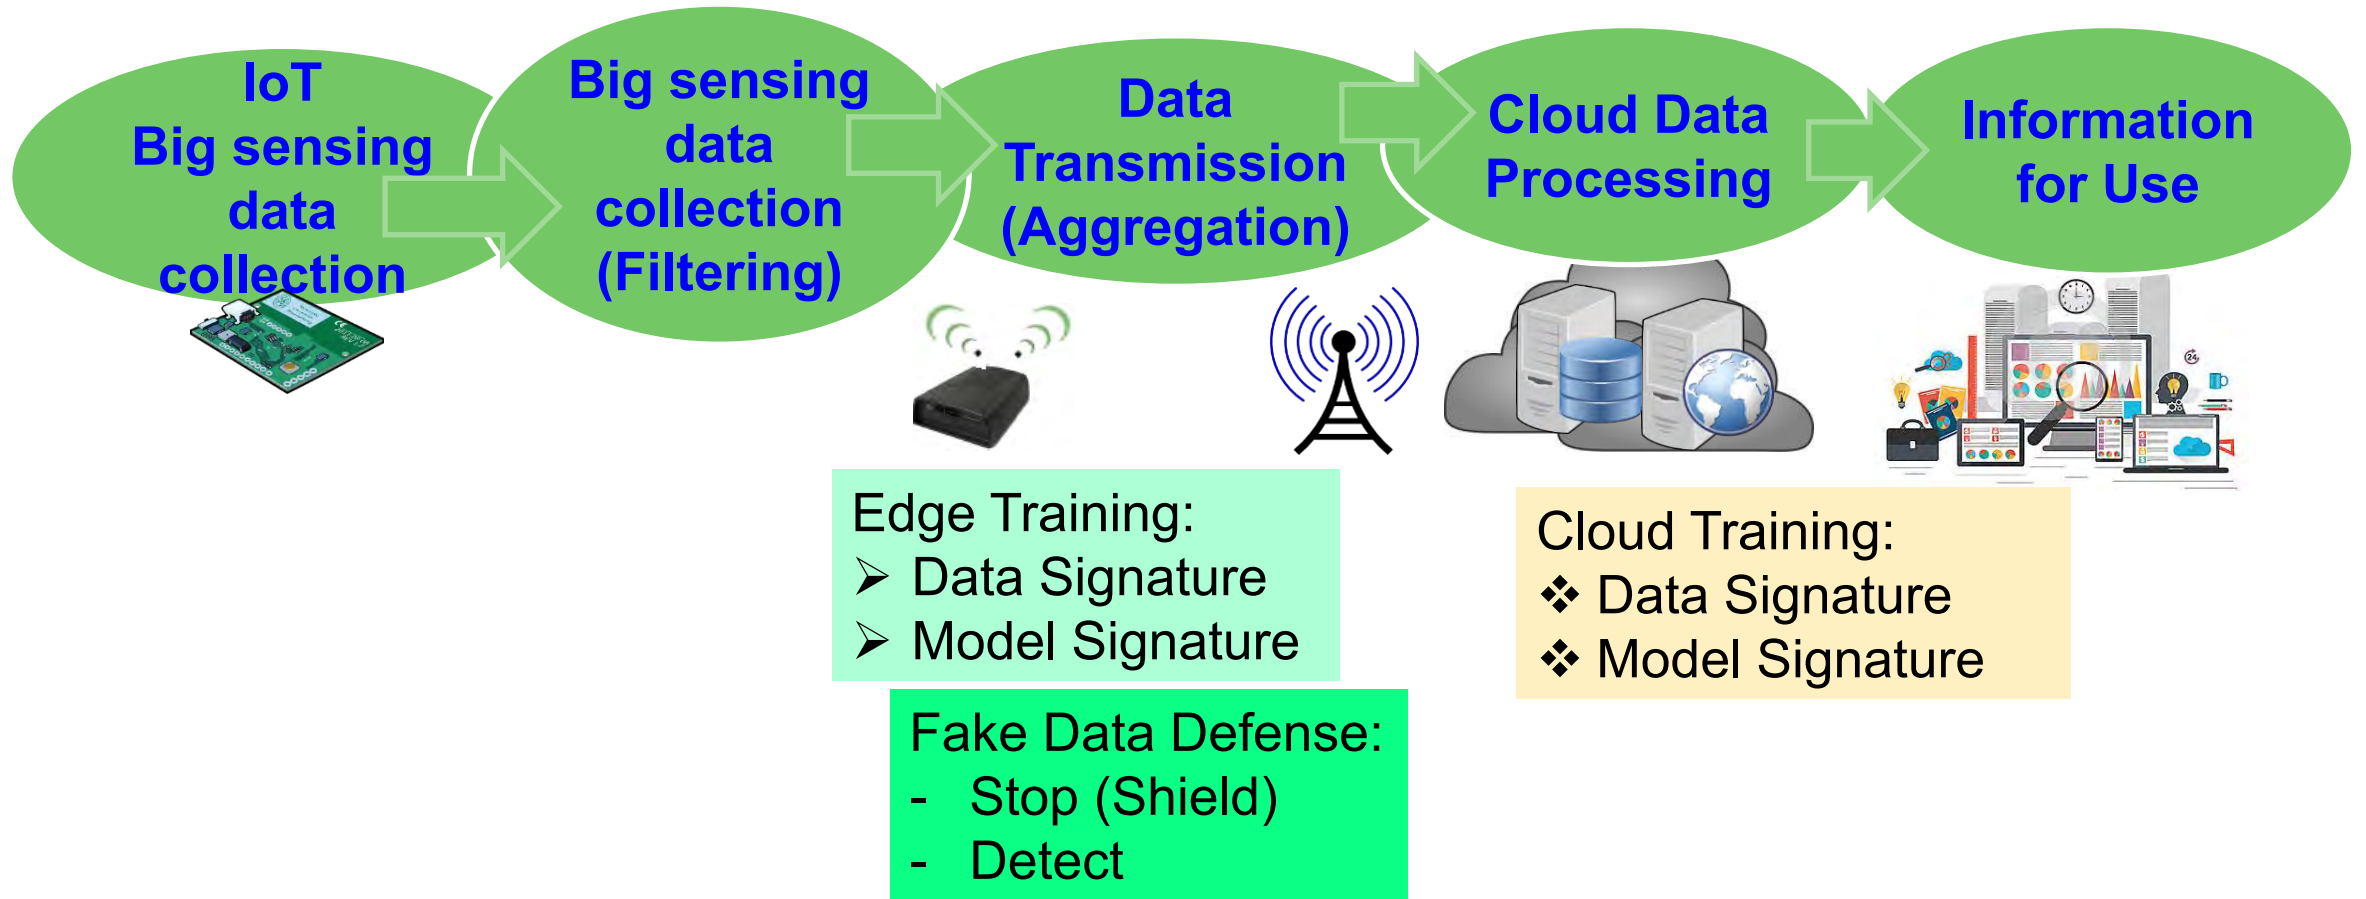 IoT
Big sensing
data
collection
Big sensing
data
collection
(Filtering)
Data
Transmission
(Aggregation)
Cloud Data
Processing
Information
for Use
Edge Training:
➢ Data Signature
➢ Model Signature
Fake Data Defense:
- Stop (Shield)
- Detect
Cloud Training:
❖ Data Signature
❖ Model Signature
24